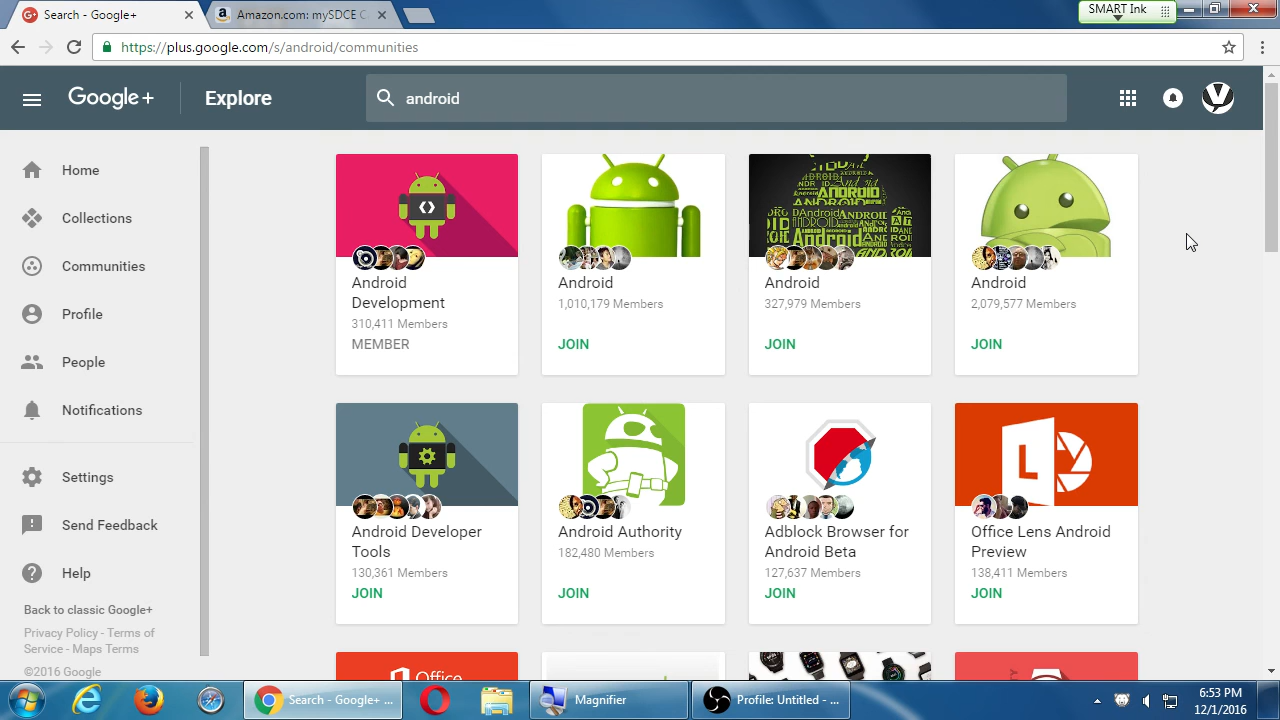 Search - Google+
Amazon.com: mySDCE C
SMART Ink
https://plus.google.com/s/android/communities
Google+
Explore
android
Home
Collections
Communities
Profile
People
Notifications
Settings
Send Feedback
Help
Back to classic Google+
Privacy Policy - Terms of
Service - Maps Terms
©2016 Google
Android
Development
310,411 Members
MEMBER
Android
1,010,179 Members
JOIN
Android
327,979 Members
JOIN
Android
2,079,577 Members
JOIN
Android Developer
Tools
130,361 Members
JOIN
Android Authority
182,480 Members
JOIN
Adblock Browser for
Android Beta
127,637 Members
JOIN
Office Lens Android
Preview
138,411 Members
JOIN
Office
Search - Google+ ...
Magnifier
Profile: Untitled - ...
6:53 PM
12/1/2016